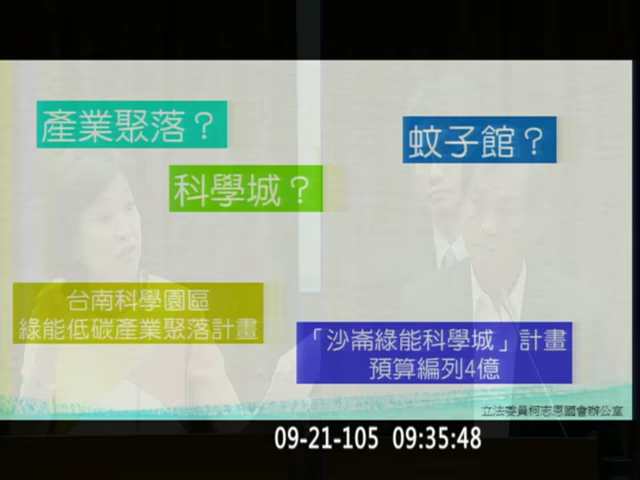 產業聚落？
蚊子館？
科學城？
台南科學園區
綠能低碳產業聚落計畫
「沙崙綠能科學城」計畫
預算編列4億
立法委員柯志恩國會辦公室
09-21-105 09:35:48